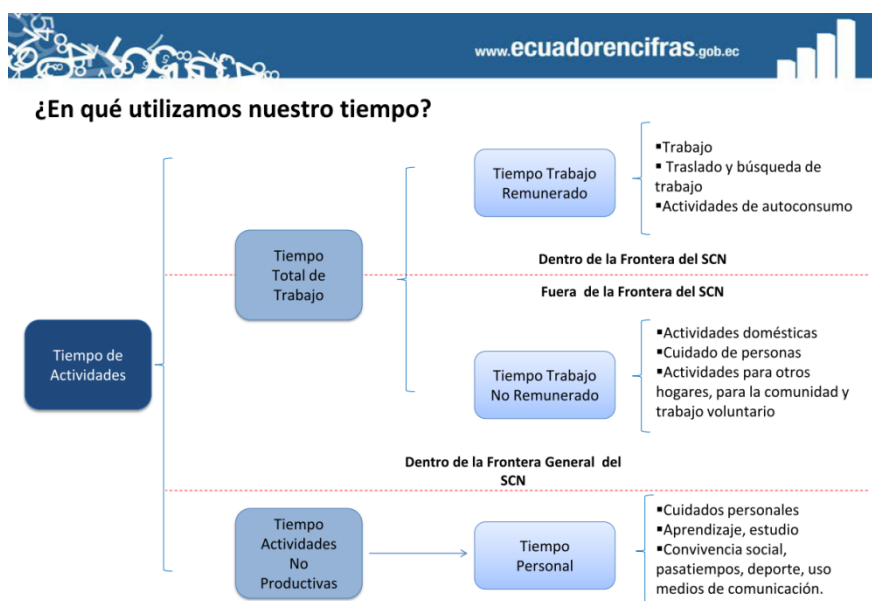 www.ecuadorencifras.gob.ec
¿En qué utilizamos nuestro tiempo?
Tiempo de
Actividades
Tiempo
Total de
Trabajo
Tiempo Trabajo
Remunerado
▪Trabajo
▪ Traslado y búsqueda de
trabajo
▪Actividades de autoconsumo
Dentro de la Frontera del SCN
Fuera de la Frontera del SCN
Tiempo Trabajo
No Remunerado
▪Actividades domésticas
▪Cuidado de personas
▪Actividades para otros
hogares, para la comunidad y
trabajo voluntario
Dentro de la Frontera General del
SCN
Tiempo
Actividades
No
Productivas
Tiempo
Personal
▪Cuidados personales
▪Aprendizaje, estudio
▪Convivencia social,
pasatiempos, deporte, uso
medios de comunicación.